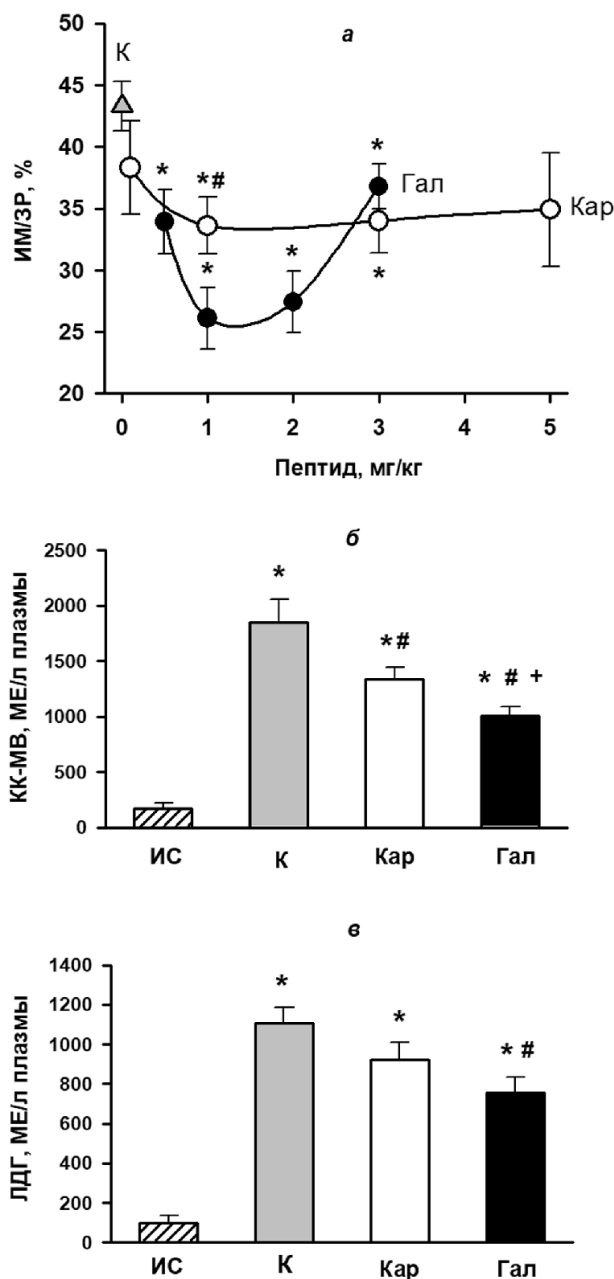 а
50
45
40
35
30
25
20
ИМ/ЗР, %
К
*
*#
*
Гал
Кар
*
*
*
0 1 2 3 4 5
Пептид, мг/кг
б
2500
2000
1500
1000
500
0
КК-МВ, МЕ/л плазмы
*
*#
* # +
ИС К Кар Гал
в
1400
1200
1000
800
600
400
200
0
ЛДГ, МЕ/л плазмы
*
*
* #
ИС К Кар Гал